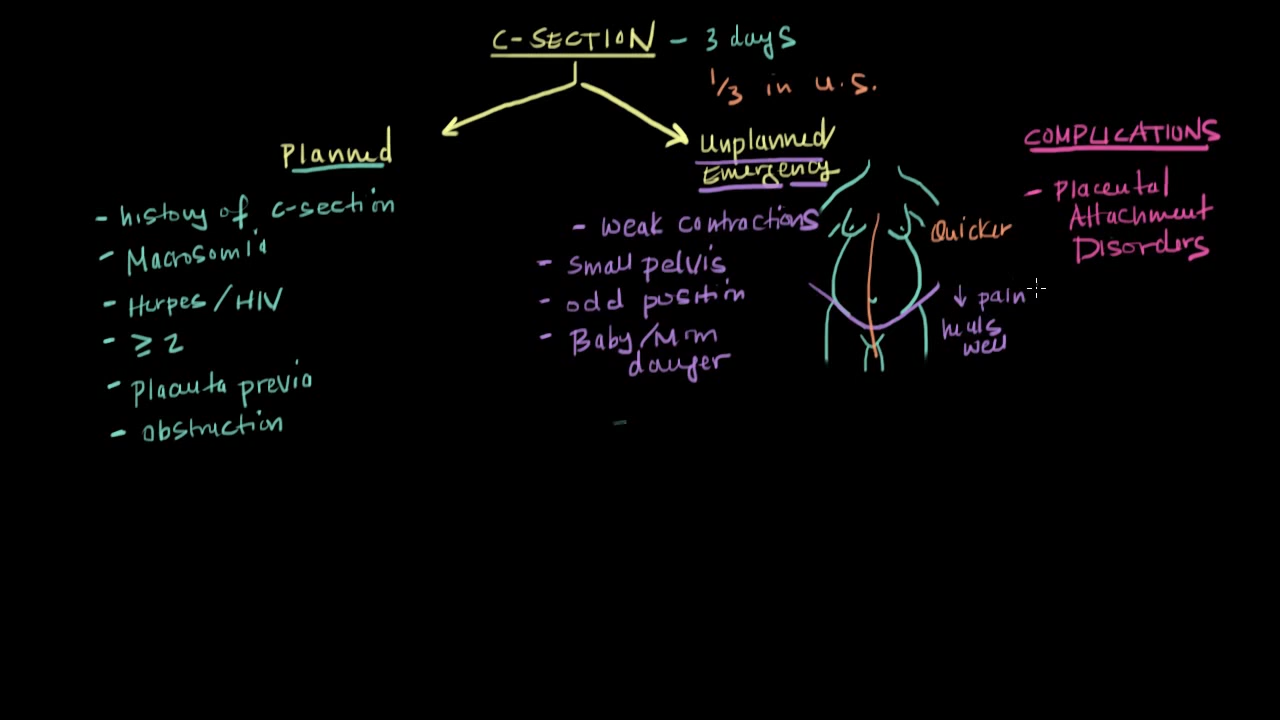 C-SECTION - 3 days
1/3 in u.s.
Planned
- history of c-section
- Macrosomia
- Herpes / HIV
- ≥ 2
- Placenta previa
- obstruction
Unplanned/
Emergency
- weak contractions
- small pelvis
- odd position
- Baby/Mom
danger
-
Quicker
↓ pain
heals
well
COMPLICATIONS
- Placental
Attachment
Disorders